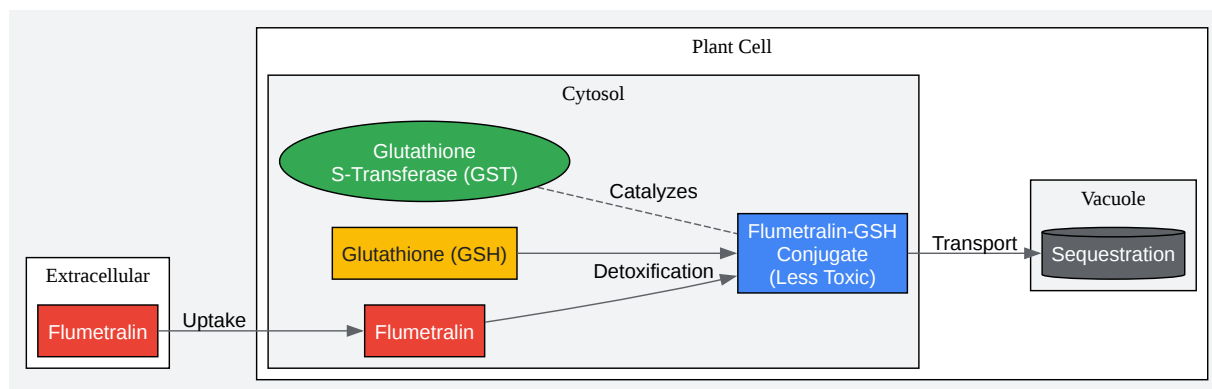 Plant Cell
Cytosol
Glutathione
S-Transferase (GST)
Catalyzes
Vacuole
Glutathione (GSH)
Flumetralin-GSH
Conjugate
(Less Toxic)
Transport
Sequestration
Detoxification
Extracellular
Flumetralin
Uptake
Flumetralin